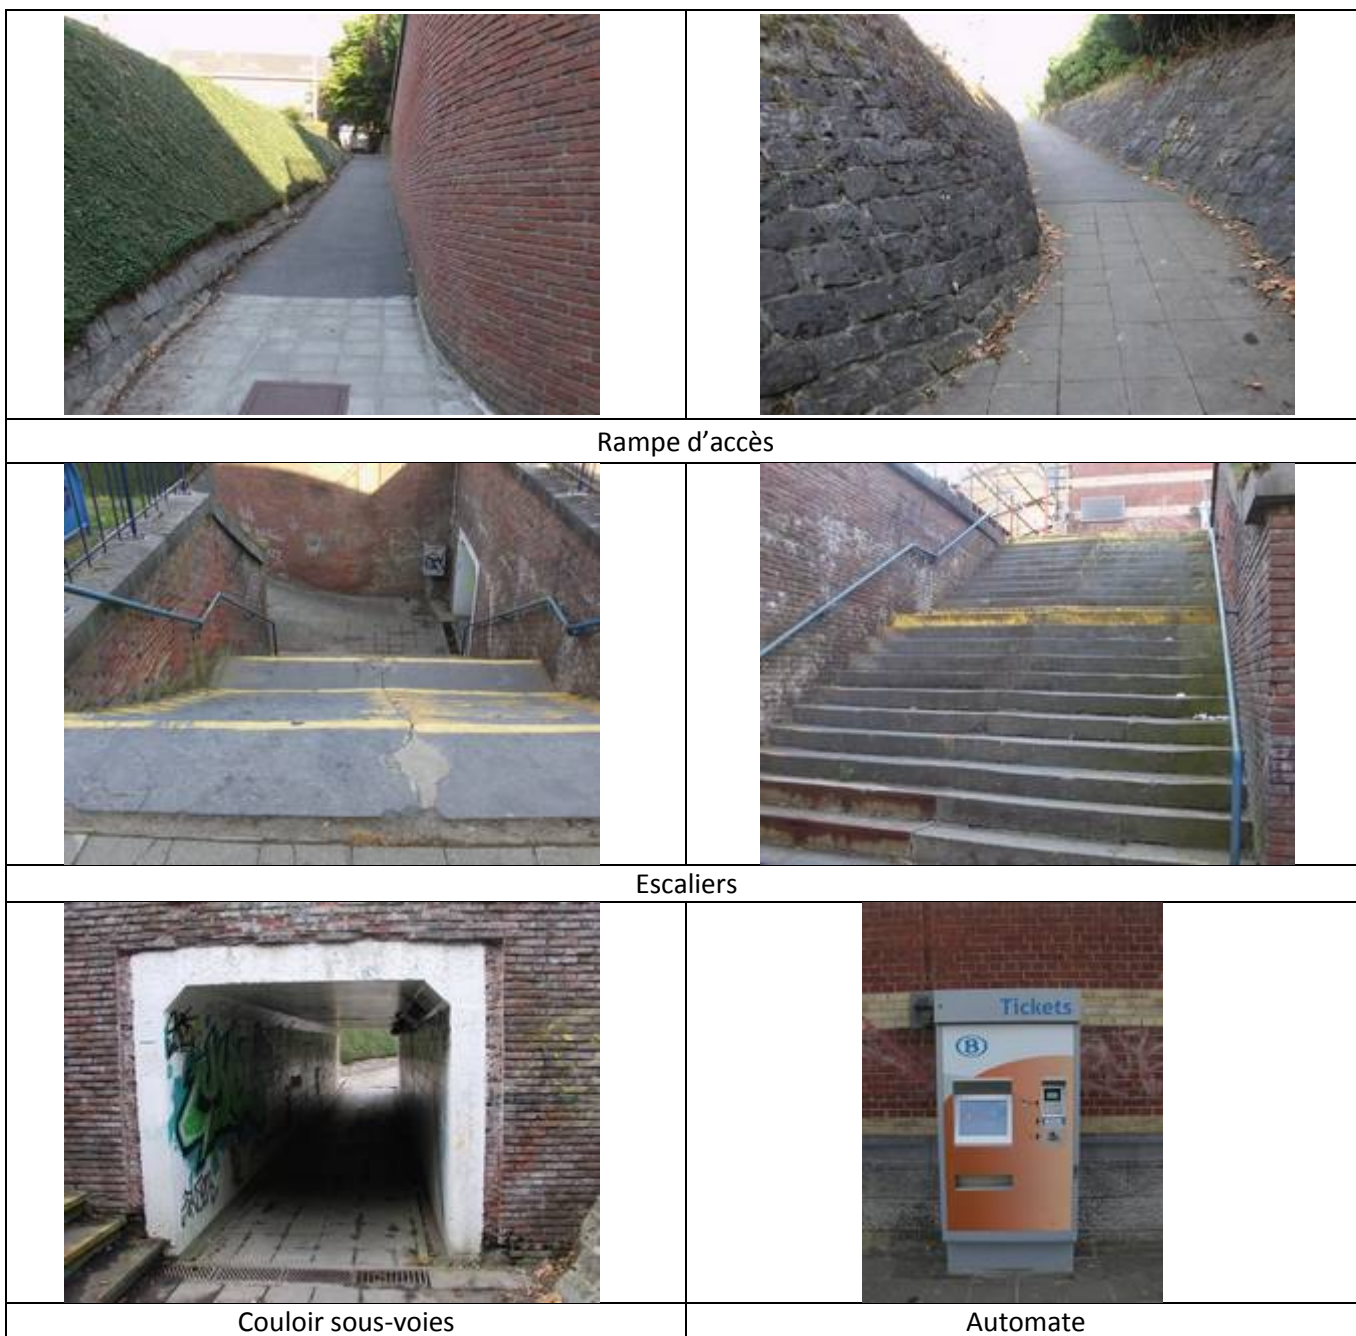 Rampe d’accès
Escaliers
Tickets
B
Couloir sous-voies
Automate